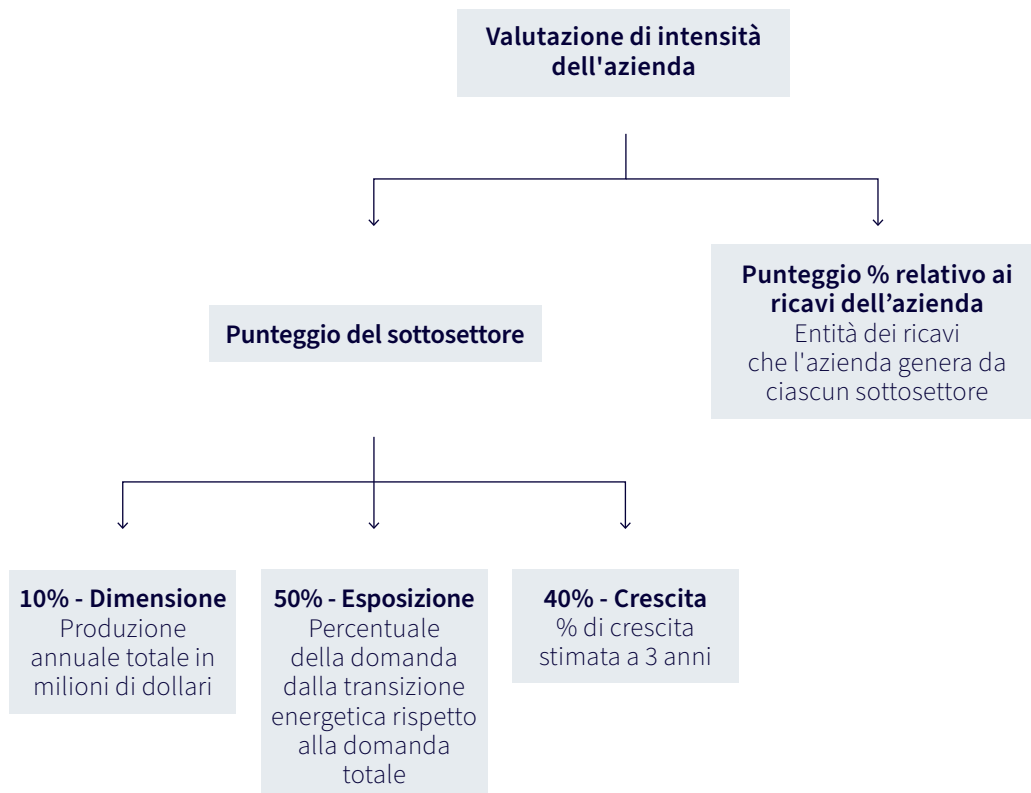 Valutazione di intensità
dell'azienda
Punteggio del sottosettore
Punteggio % relativo ai
ricavi dell’azienda
Entità dei ricavi
che l'azienda genera da
ciascun sottosettore
10% - Dimensione
Produzione
annuale totale in
milioni di dollari
50% - Esposizione
Percentuale
della domanda
dalla transizione
energetica rispetto
alla domanda
totale
40% - Crescita
% di crescita
stimata a 3 anni